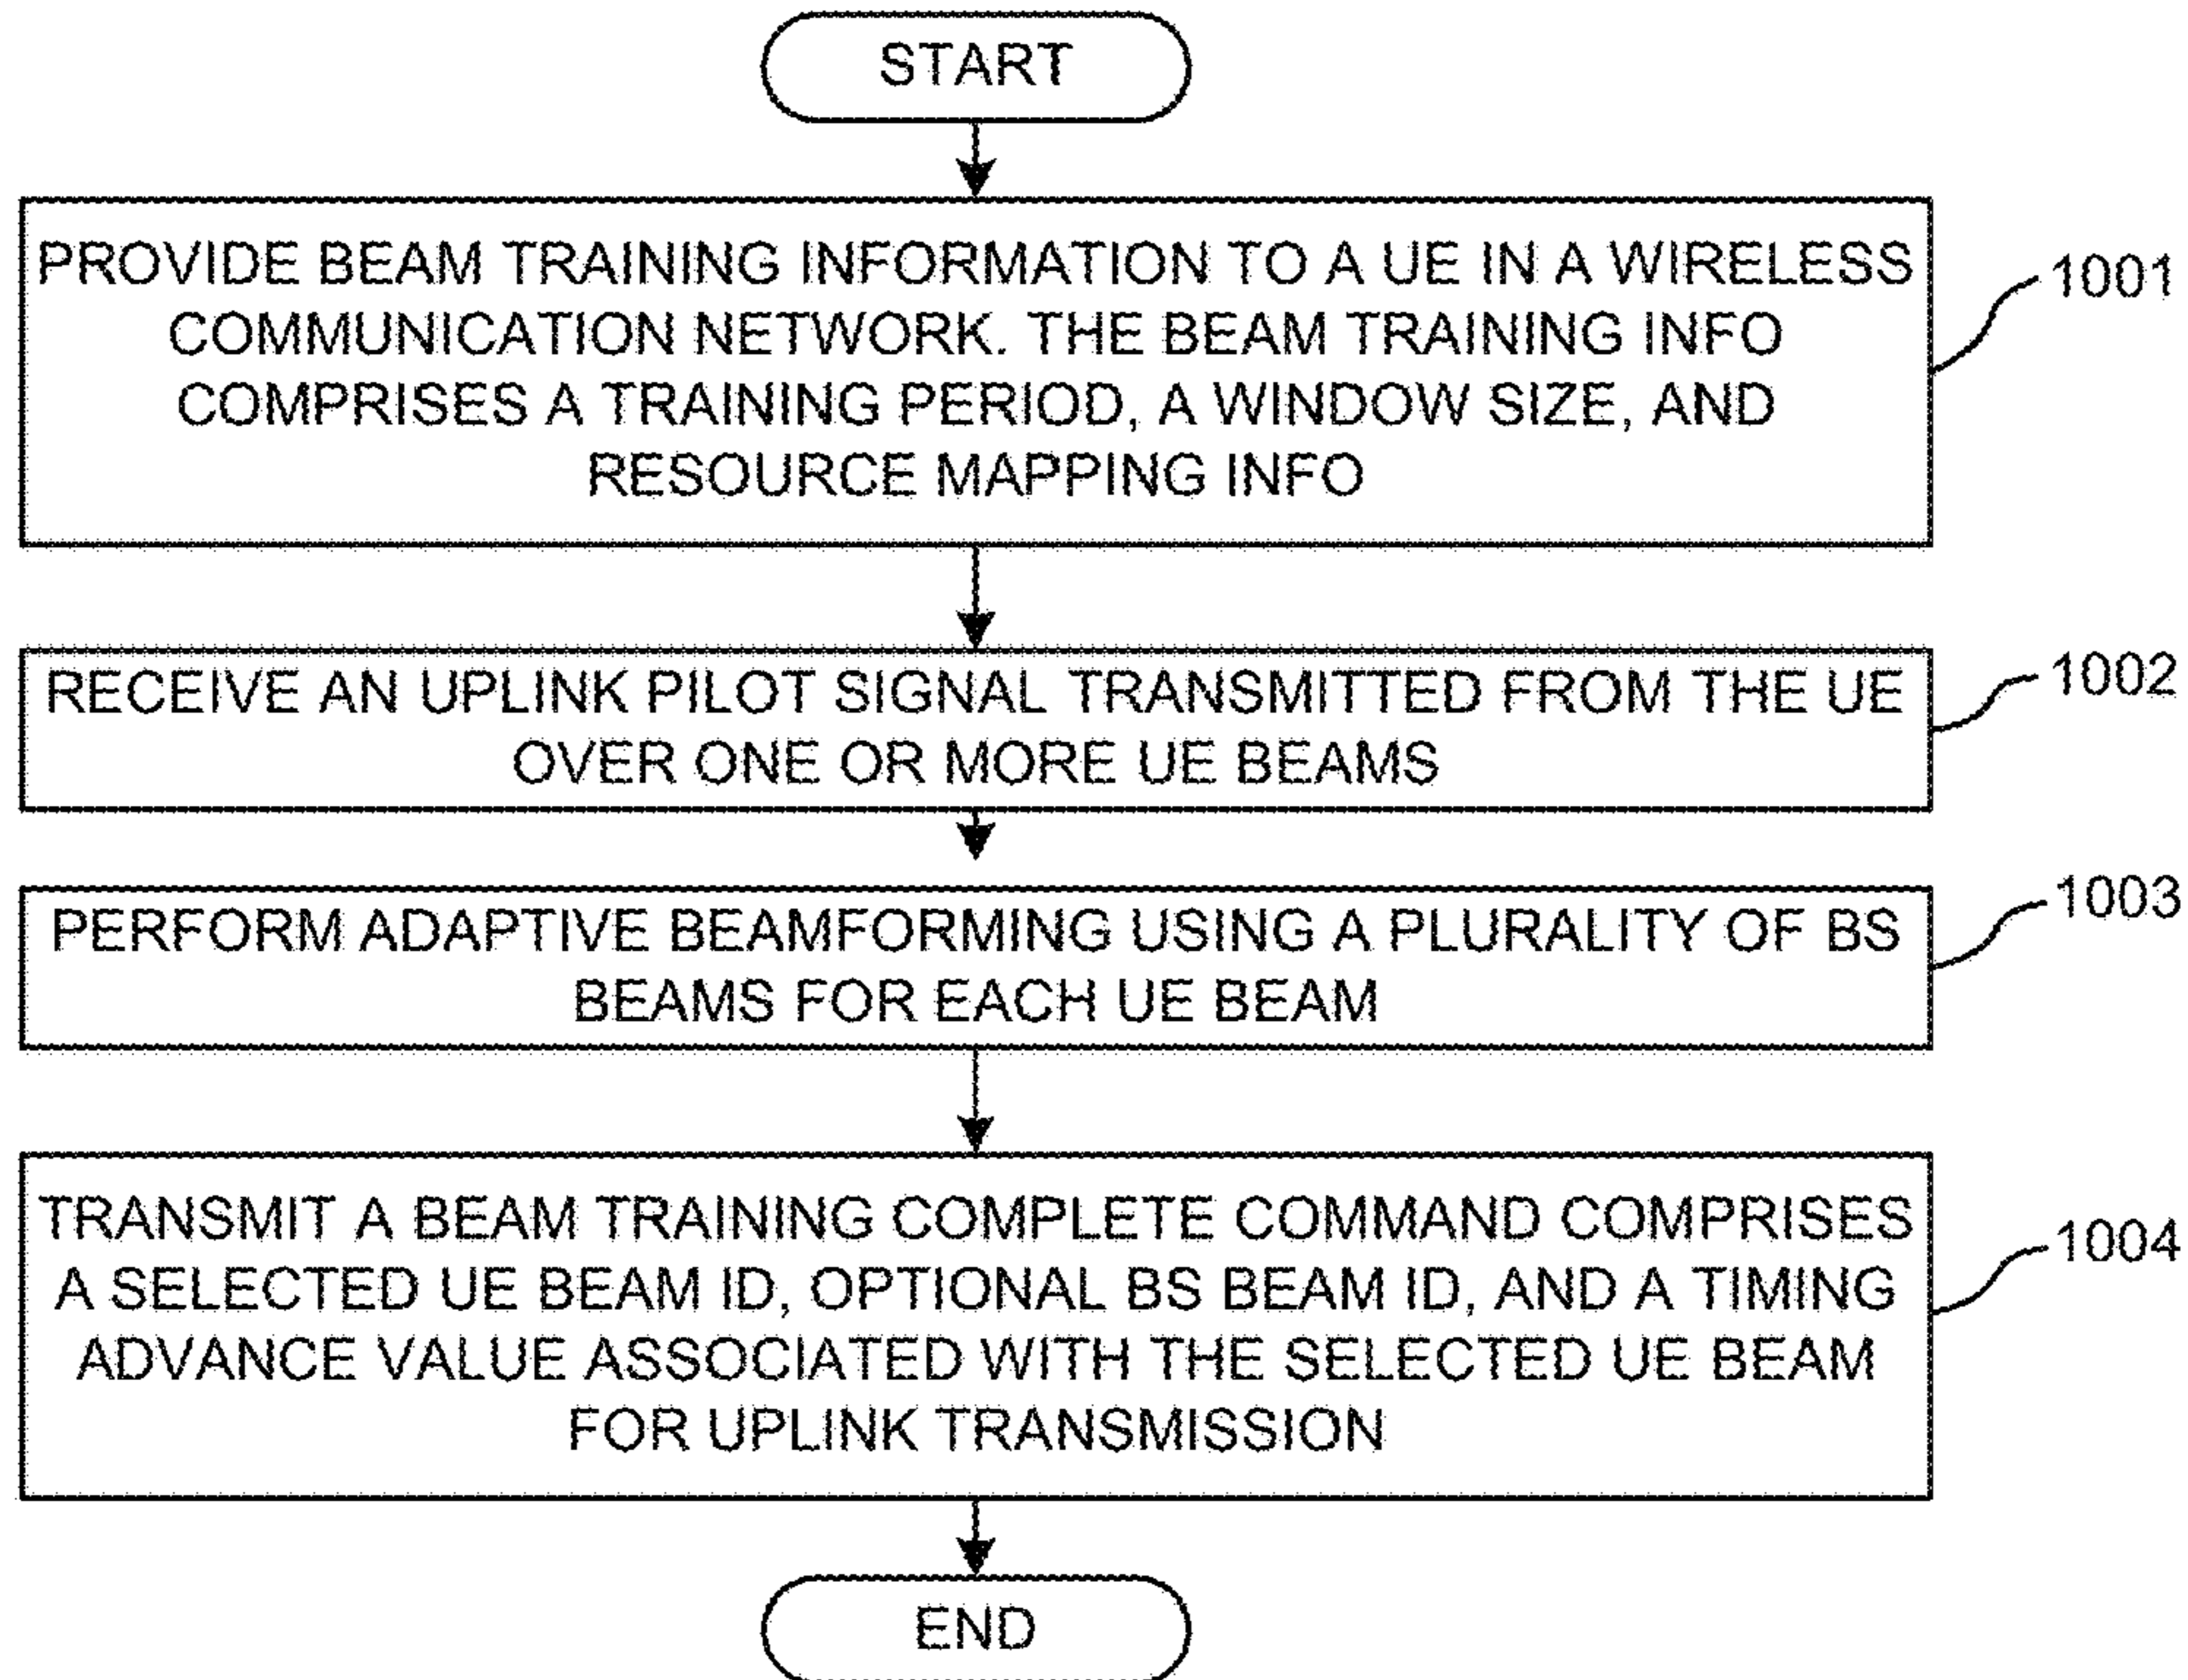 START
PROVIDE BEAM TRAINING INFORMATION TO A UE IN A WIRELESS
COMMUNICATION NETWORK. THE BEAM TRAINING INFO
COMPRISES A TRAINING PERIOD, A WINDOW SIZE, AND
RESOURCE MAPPING INFO
1001
RECEIVE AN UPLINK PILOT SIGNAL TRANSMITTED FROM THE UE
OVER ONE OR MORE UE BEAMS
1002
PERFORM ADAPTIVE BEAMFORMING USING A PLURALITY OF BS
BEAMS FOR EACH UE BEAM
1003
TRANSMIT A BEAM TRAINING COMPLETE COMMAND COMPRISES
A SELECTED UE BEAM ID, OPTIONAL BS BEAM ID, AND A TIMING
ADVANCE VALUE ASSOCIATED WITH THE SELECTED UE BEAM
FOR UPLINK TRANSMISSION
1004
END